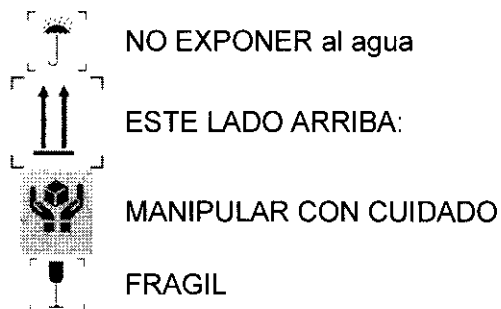 NO EXPONER al agua
ESTE LADO ARRIBA:
MANIPULAR CON CUIDADO
FRAGIL